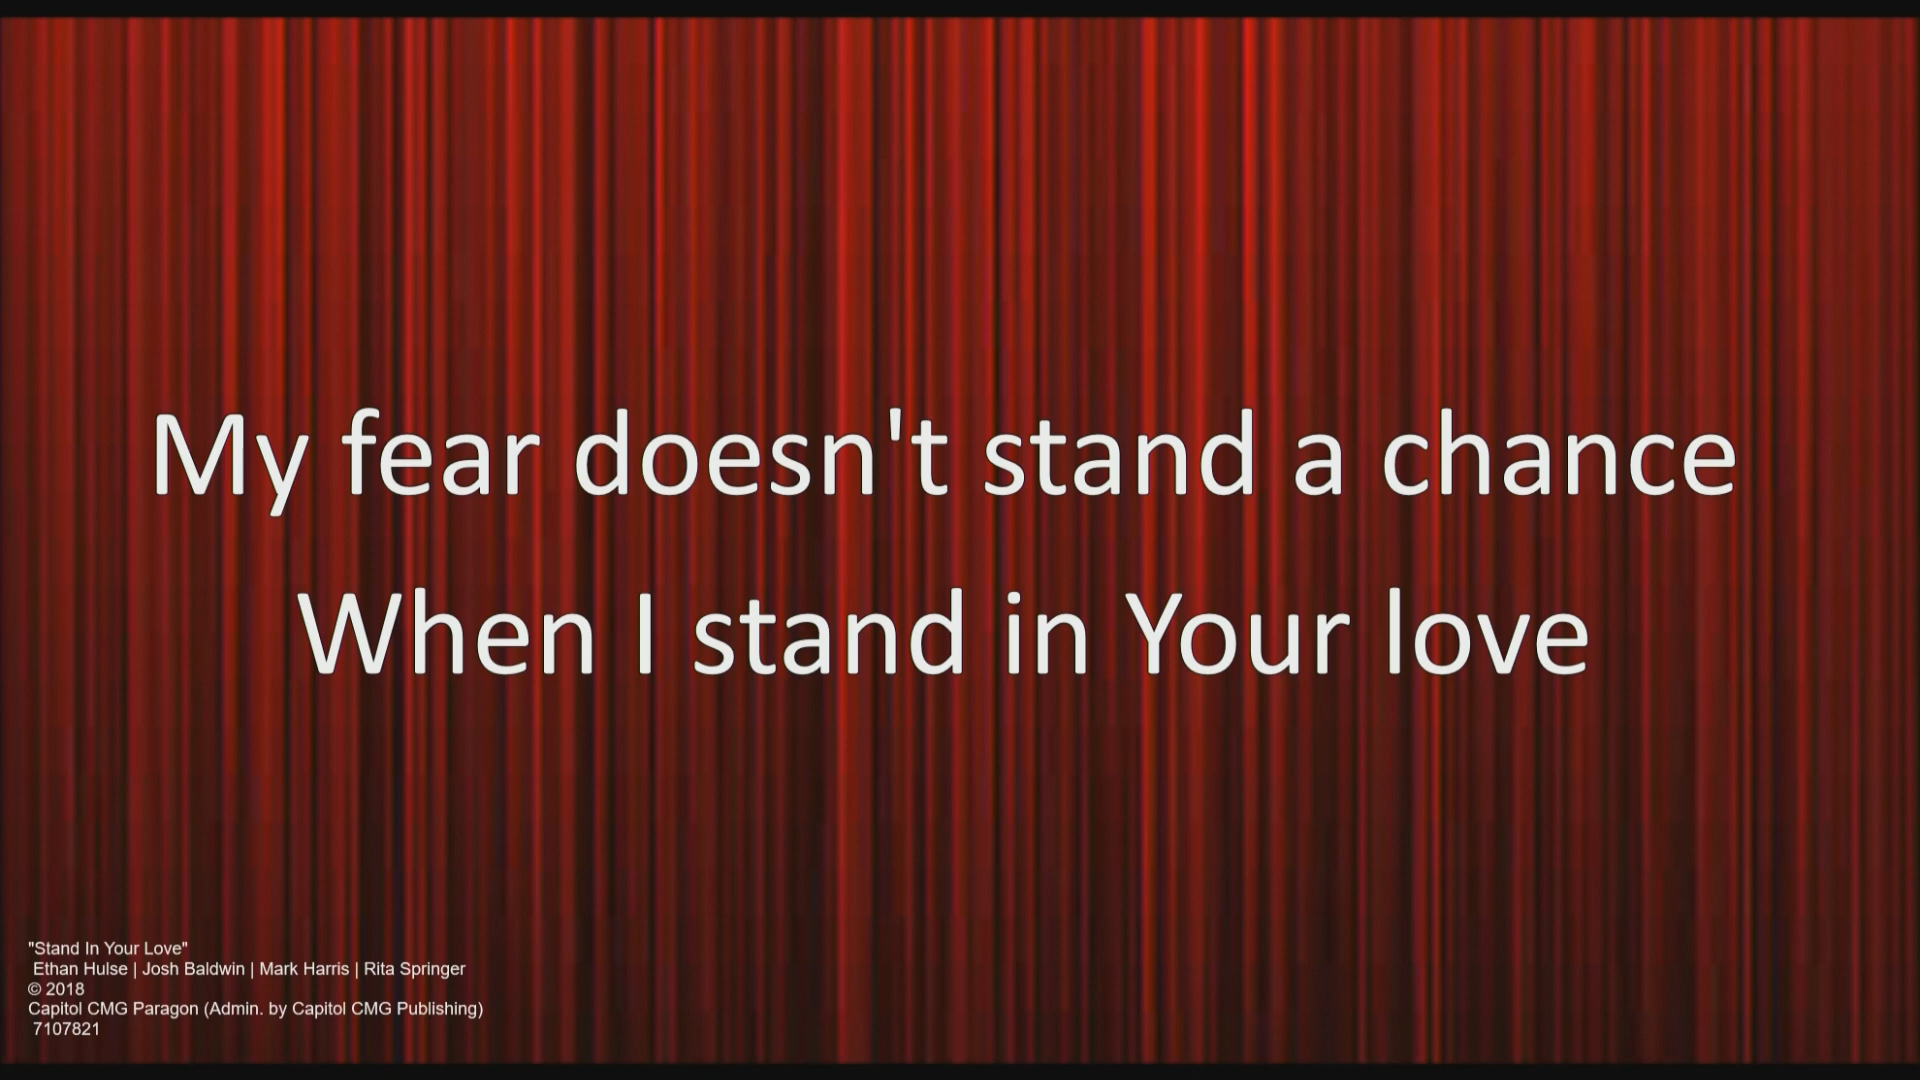 My fear doesn't stand a chance
When I stand in Your love
"Stand In Your Love"
Ethan Hulse | Josh Baldwin | Mark Harris | Rita Springer
© 2018
Capitol CMG Paragon (Admin. by Capitol CMG Publishing)
7107821